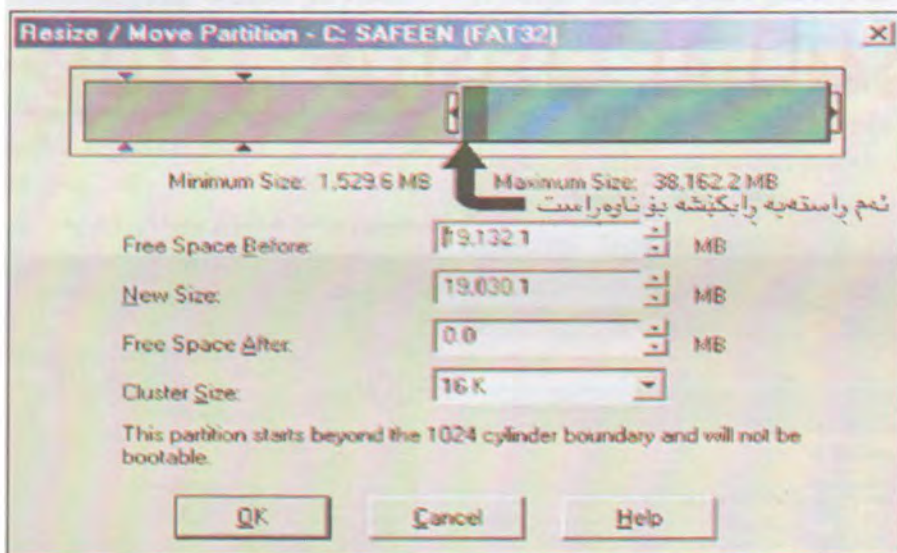 Resize / Move Partition - C: SAFEEN (FAT32)
Minimum Size: 1,529.6 MB Maximum Size: 38,162.2 MB
ئەم ڕاستەیە ڕابکێشە بۆ ناوەڕاست
Free Space Before: 19,132.1 MB
New Size: 19,030.1 MB
Free Space After: 0.0 MB
Cluster Size: 16 K
This partition starts beyond the 1024 cylinder boundary and will not be
bootable.
OK Cancel Help